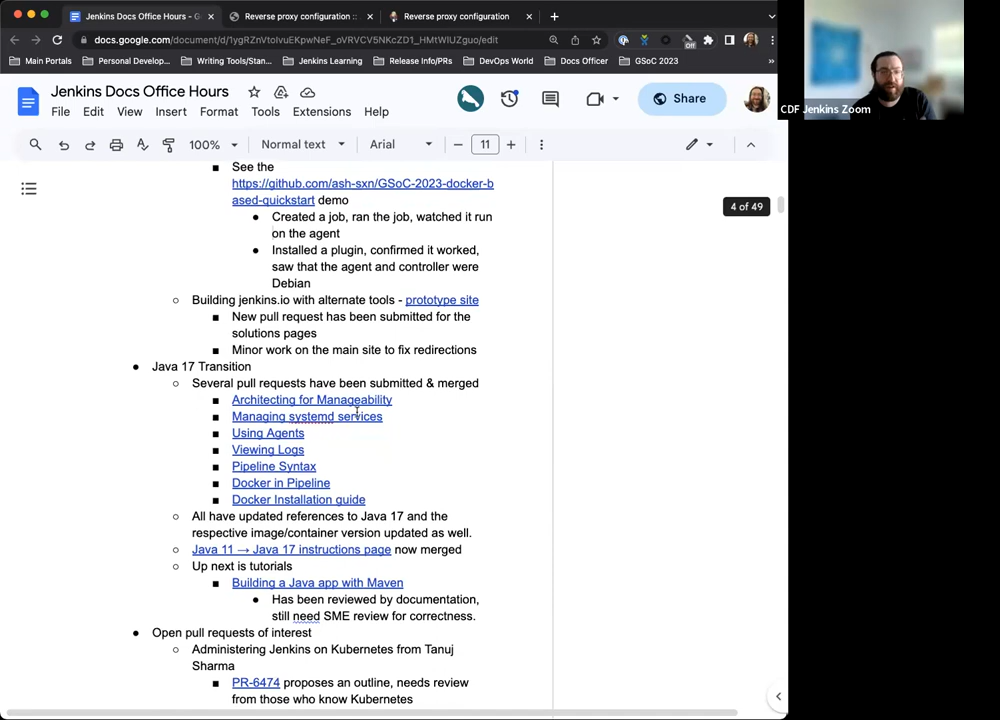 Jenkins Docs Office Hours - G
Reverse proxy configuration ::
Reverse proxy configuration
docs.google.com/document/d/1ygRZnVtoIvuEKpwNeF_oVRVCV5NKcZD1_HMtWIUZguo/edit
Off
Main Portals
Personal Develop...
Writing Tools/Stan...
Jenkins Learning
Release Info/PRs
DevOps World
Docs Officer
GSoC 2023
»
CDF Jenkins Zoom
Jenkins Docs Office Hours
Share
File Edit View Insert Format Tools Extensions Help
100% Normal text Arial − 11 +
4 of 49
See the
https://github.com/ash-sxn/GSoC-2023-docker-b
ased-quickstart demo
Created a job, ran the job, watched it run
on the agent
Installed a plugin, confirmed it worked,
saw that the agent and controller were
Debian
Building jenkins.io with alternate tools - prototype site
New pull request has been submitted for the
solutions pages
Minor work on the main site to fix redirections
Java 17 Transition
Several pull requests have been submitted & merged
Architecting for Manageability
Managing systemd services
Using Agents
Viewing Logs
Pipeline Syntax
Docker in Pipeline
Docker Installation guide
All have updated references to Java 17 and the
respective image/container version updated as well.
Java 11 → Java 17 instructions page now merged
Up next is tutorials
Building a Java app with Maven
Has been reviewed by documentation,
still need SME review for correctness.
Open pull requests of interest
Administering Jenkins on Kubernetes from Tanuj
Sharma
PR-6474 proposes an outline, needs review
from those who know Kubernetes